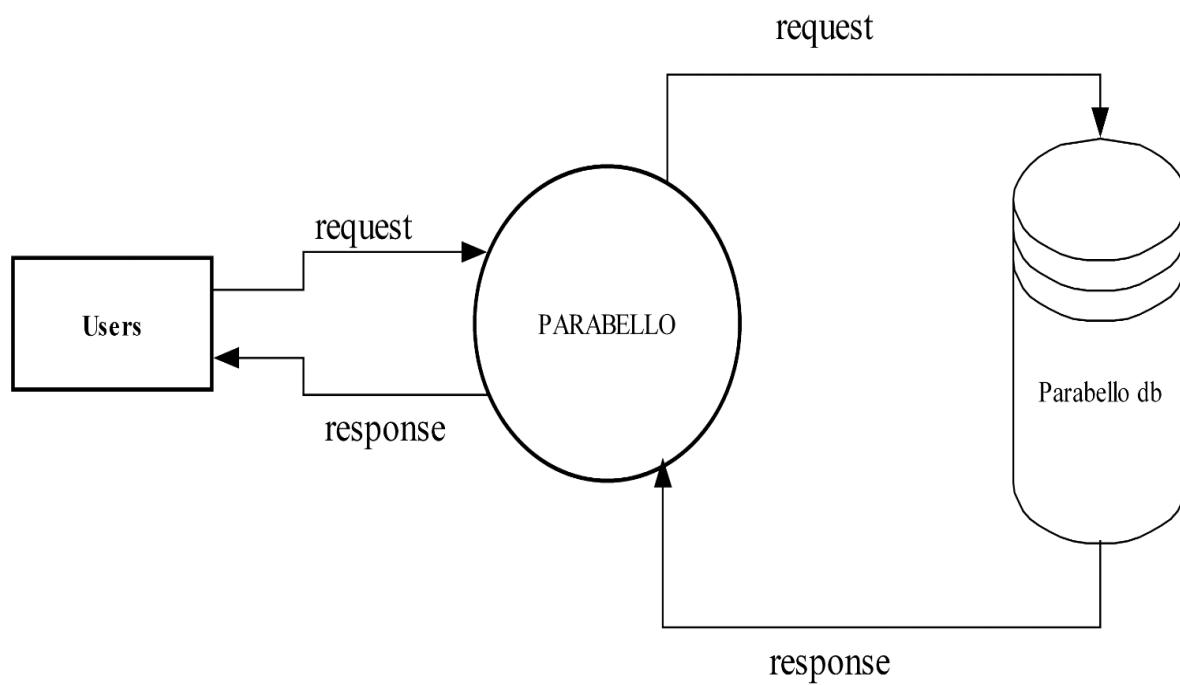 request
request
Users
PARABELLO
Parabello db
response
response